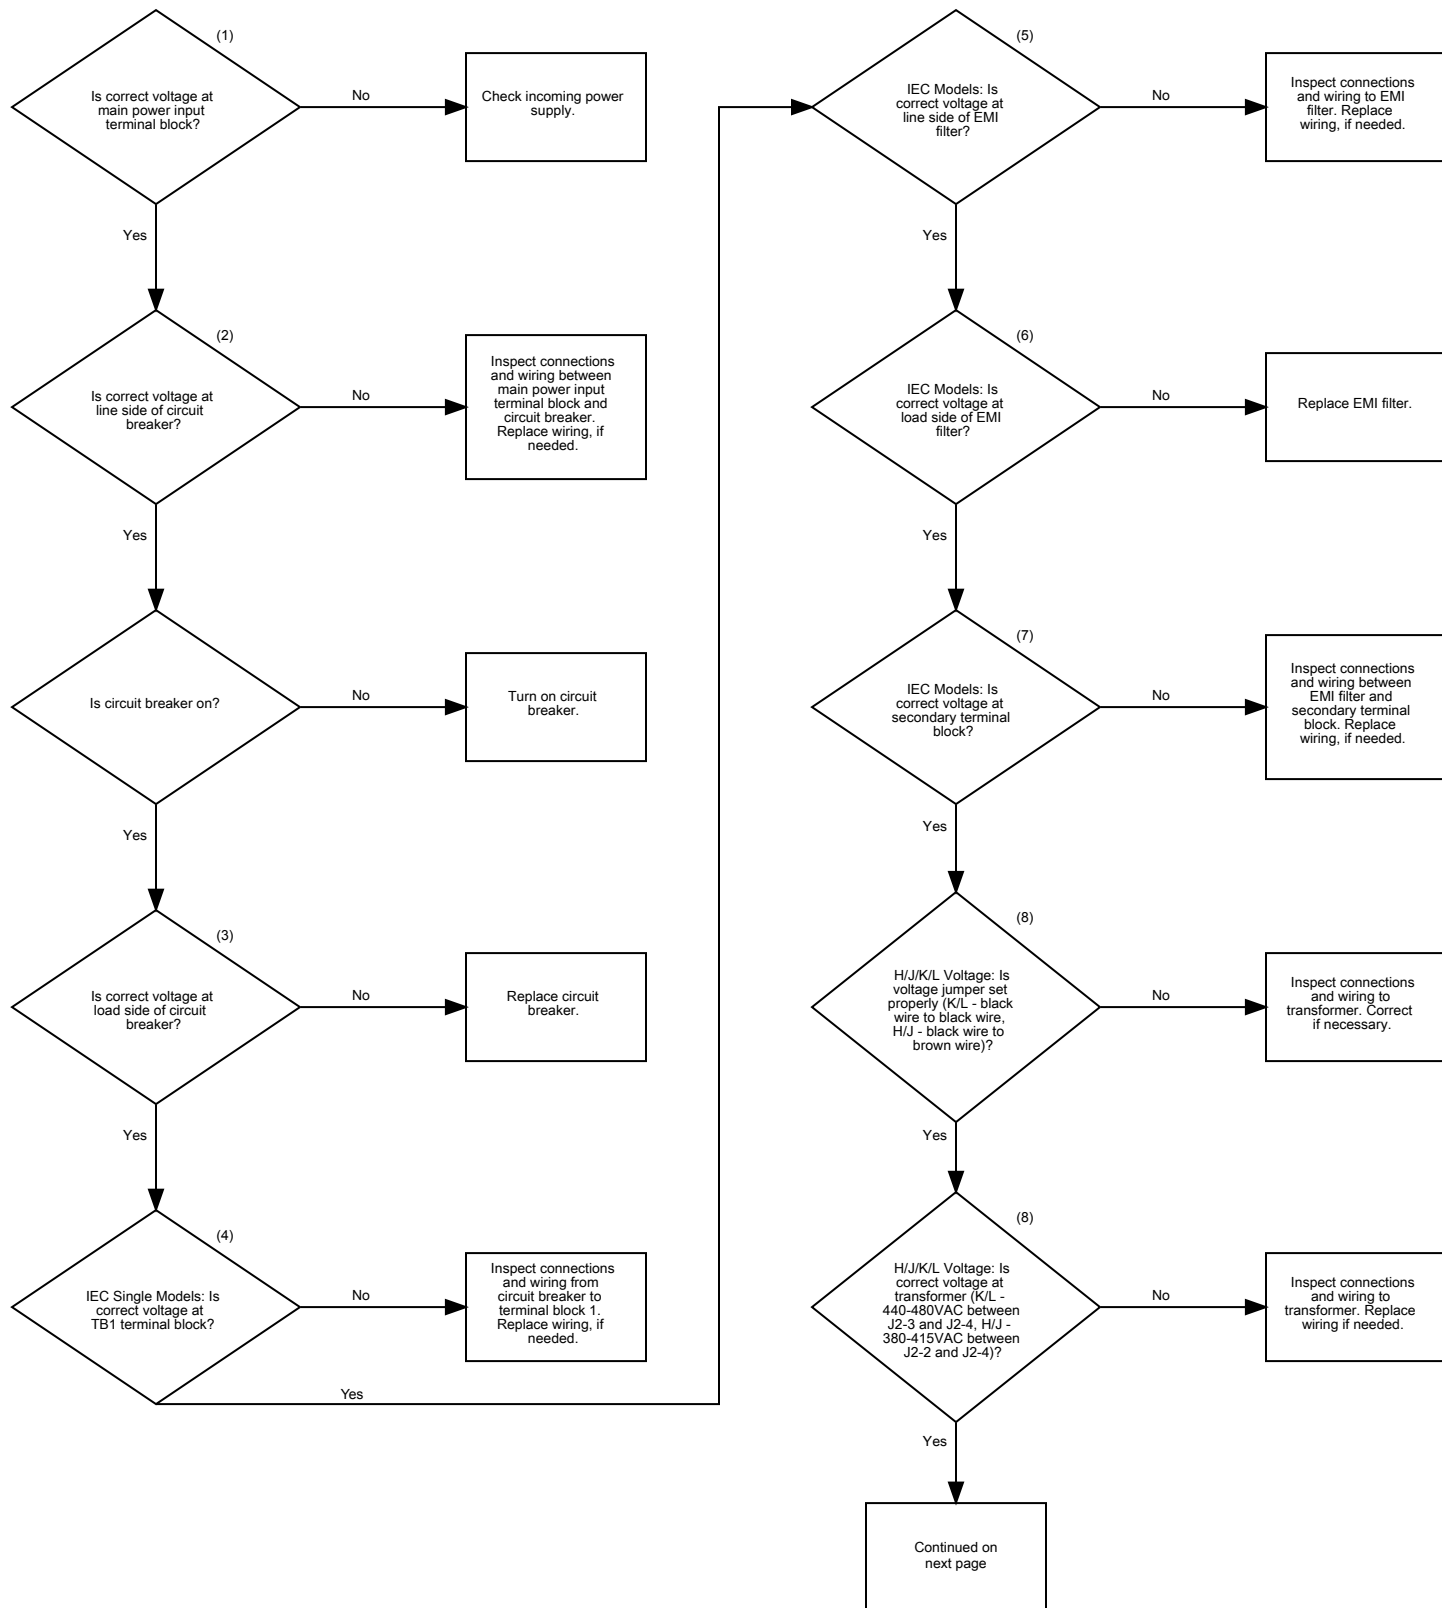 (1)
Is correct voltage at
main power input
terminal block?
No
Check incoming power
supply.
Yes
(2)
Is correct voltage at
line side of circuit
breaker?
No
Inspect connections
and wiring between
main power input
terminal block and
circuit breaker.
Replace wiring, if
needed.
Yes
Is circuit breaker on?
No
Turn on circuit
breaker.
Yes
(3)
Is correct voltage at
load side of circuit
breaker?
No
Replace circuit
breaker.
Yes
(4)
IEC Single Models: Is
correct voltage at
TB1 terminal block?
No
Inspect connections
and wiring from
circuit breaker to
terminal block 1.
Replace wiring, if
needed.
Yes
(5)
IEC Models: Is
correct voltage at
line side of EMI
filter?
No
Inspect connections
and wiring to EMI
filter. Replace
wiring, if needed.
Yes
(6)
IEC Models: Is
correct voltage at
load side of EMI
filter?
No
Replace EMI filter.
Yes
(7)
IEC Models: Is
correct voltage at
secondary terminal
block?
No
Inspect connections
and wiring between
EMI filter and
secondary terminal
block. Replace
wiring, if needed.
Yes
(8)
H/J/K/L Voltage: Is
voltage jumper set
properly (K/L - black
wire to black wire,
H/J - black wire to
brown wire)?
No
Inspect connections
and wiring to
transformer. Correct
if necessary.
Yes
(8)
H/J/K/L Voltage: Is
correct voltage at
transformer (K/L -
440-480VAC between
J2-3 and J2-4, H/J -
380-415VAC between
J2-2 and J2-4)?
No
Inspect connections
and wiring to
transformer. Replace
wiring if needed.
Yes
Continued on
next page